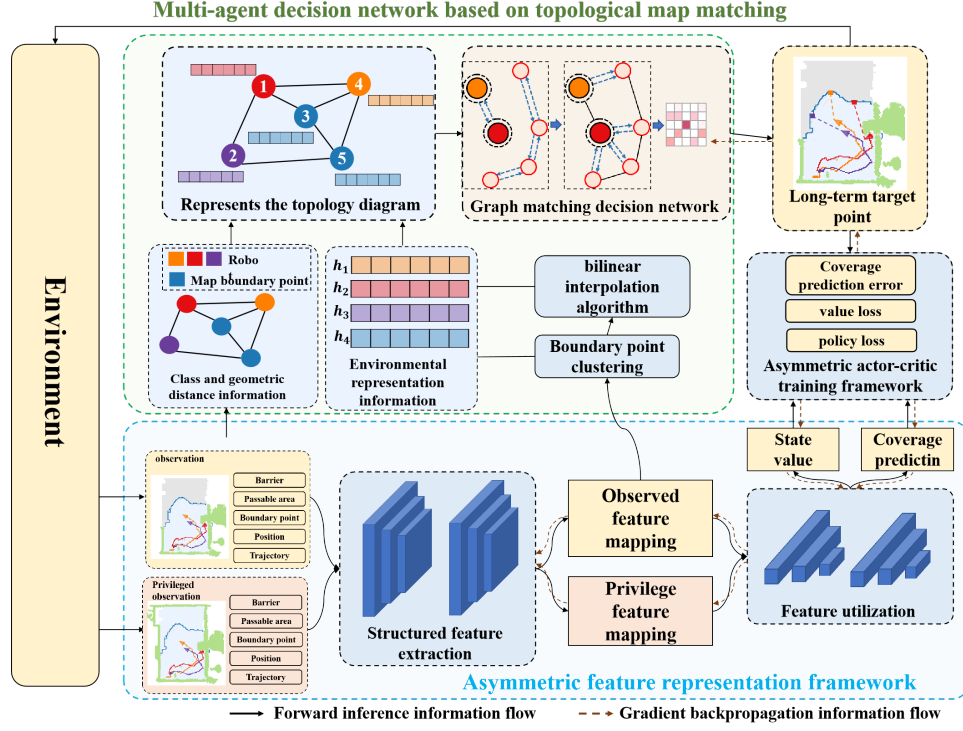 Multi-agent decision network based on topological map matching
Environment
1
4
3
2
5
Represents the topology diagram
Graph matching decision network
Long-term target
point
Robo
t
Map boundary point
Class and geometric
distance information
h1
h2
h3
h4
Environmental
representation
information
bilinear
interpolation
algorithm
Boundary point
clustering
Coverage
prediction error
value loss
policy loss
Asymmetric actor-critic
training framework
State
value
Coverage
predictin
observation
Barrier
Passable area
Boundary point
Position
Trajectory
Privileged
observation
Barrier
Passable area
Boundary point
Position
Trajectory
Structured feature
extraction
Observed
feature
mapping
Privilege
feature
mapping
Feature utilization
Asymmetric feature representation framework
Forward inference information flow
Gradient backpropagation information flow